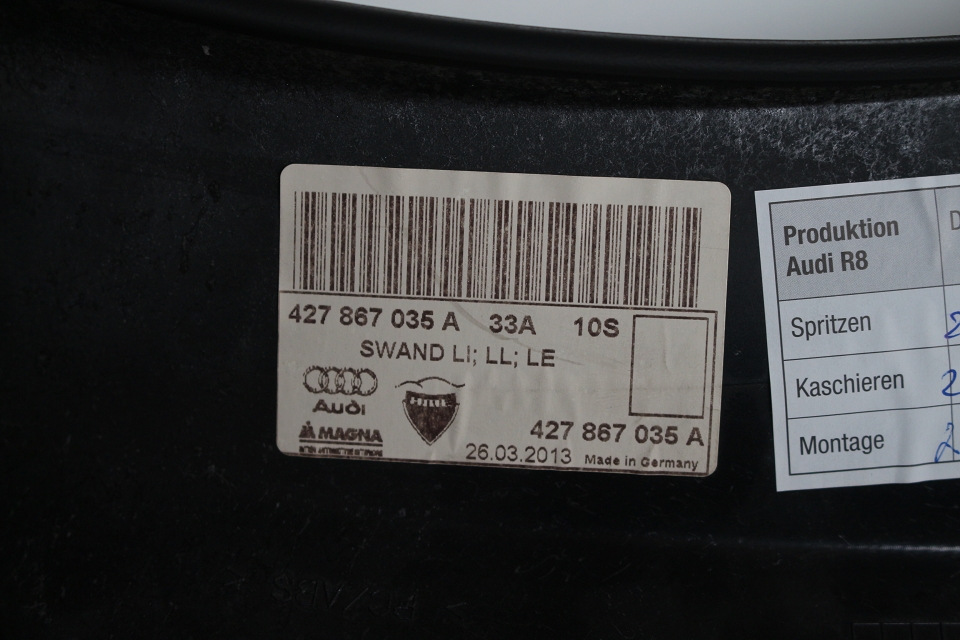 427 867 035 A 33A 10S
SWAND LI; LL; LE
Audi
MAGNA
427 867 035 A
26.03.2013 Made in Germany
Produktion
Audi R8
Spritzen
Kaschieren
Montage